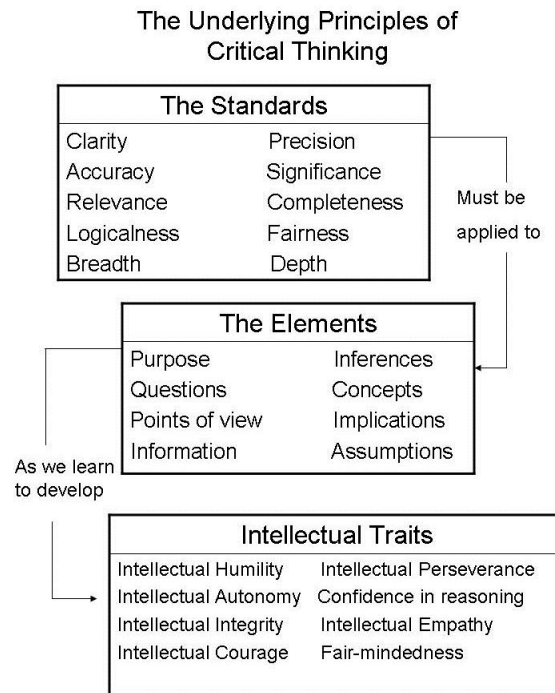 The Underlying Principles of
Critical Thinking
The Standards
Clarity Precision
Accuracy Significance
Relevance Completeness
Logicalness Fairness
Breadth Depth
Must be
applied to
The Elements
Purpose Inferences
Questions Concepts
Points of view Implications
Information Assumptions
As we learn
to develop
Intellectual Traits
Intellectual Humility Intellectual Perseverance
Intellectual Autonomy Confidence in reasoning
Intellectual Integrity Intellectual Empathy
Intellectual Courage Fair-mindedness